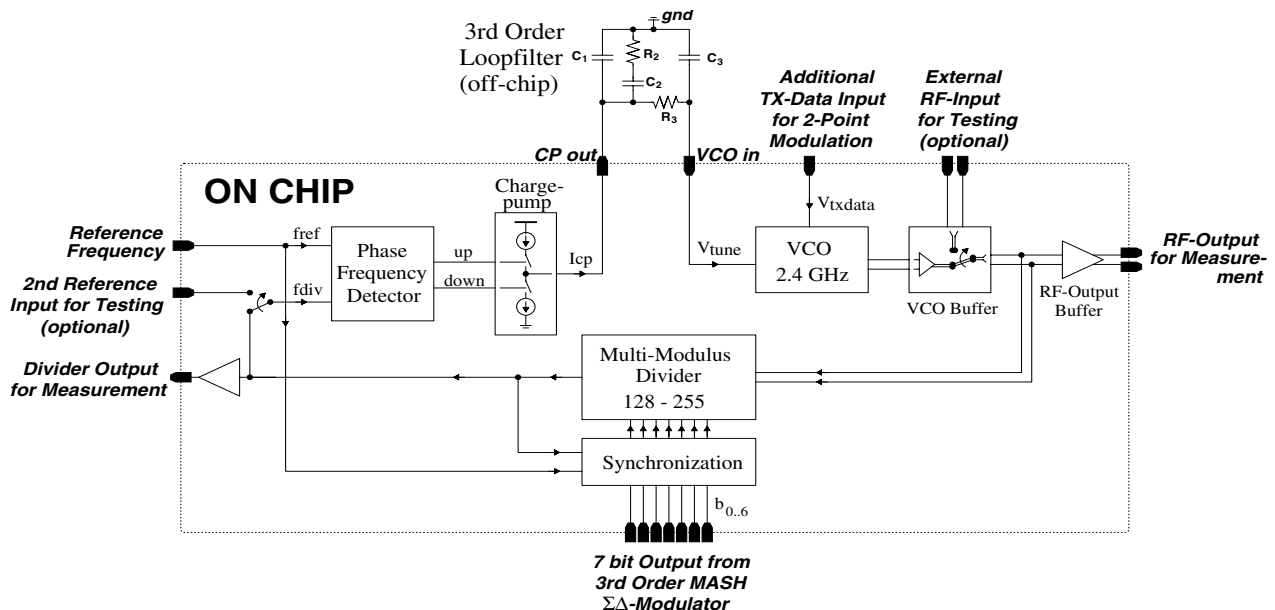 gnd
3rd Order
Loopfilter
(off-chip)
C1
R2
C2
C3
R3
Additional
TX-Data Input
for 2-Point
Modulation
External
RF-Input
for Testing
(optional)
CP out
VCO in
ON CHIP
Charge-
pump
Reference
Frequency
fref
Phase
Frequency
Detector
up
down
Icp
Vtune
Vtxdata
VCO
2.4 GHz
VCO Buffer
RF-Output
Buffer
RF-Output
for Measure-
ment
2nd Reference
Input for Testing
(optional)
fdiv
Divider Output
for Measurement
Multi-Modulus
Divider
128 - 255
Synchronization
b0..6
7 bit Output from
3rd Order MASH
ΣΔ-Modulator